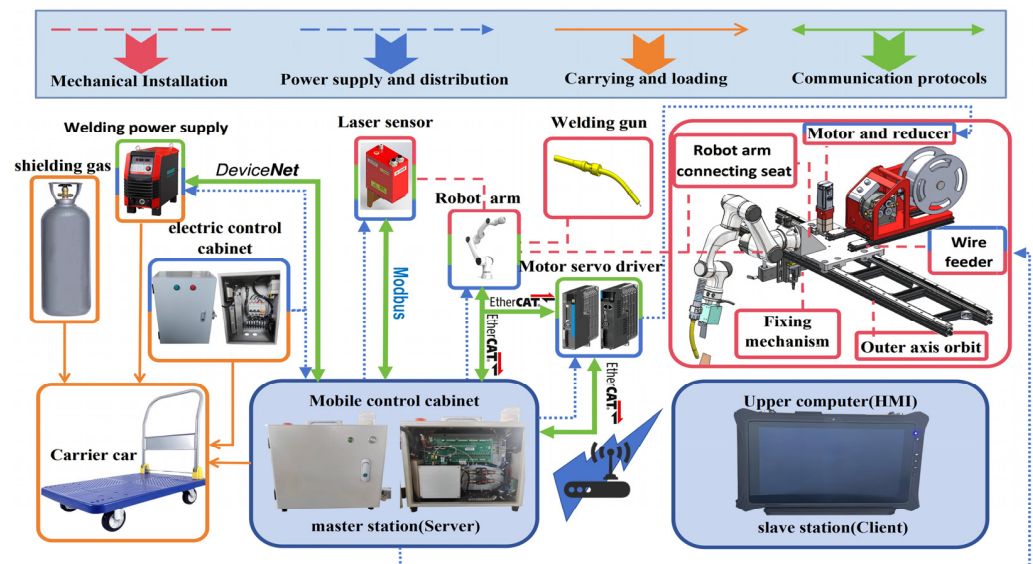 Mechanical Installation
Power supply and distribution
Carrying and loading
Communication protocols
Welding power supply
shielding gas
DeviceNet
electric control
cabinet
Laser sensor
Welding gun
Robot arm
Modbus
Motor servo driver
EtherCAT
EtherCAT
EtherCAT
Motor and reducer
Robot arm
connecting seat
Wire
feeder
Fixing
mechanism
Outer axis orbit
Carrier car
Mobile control cabinet
master station(Server)
Upper computer(HMI)
slave station(Client)